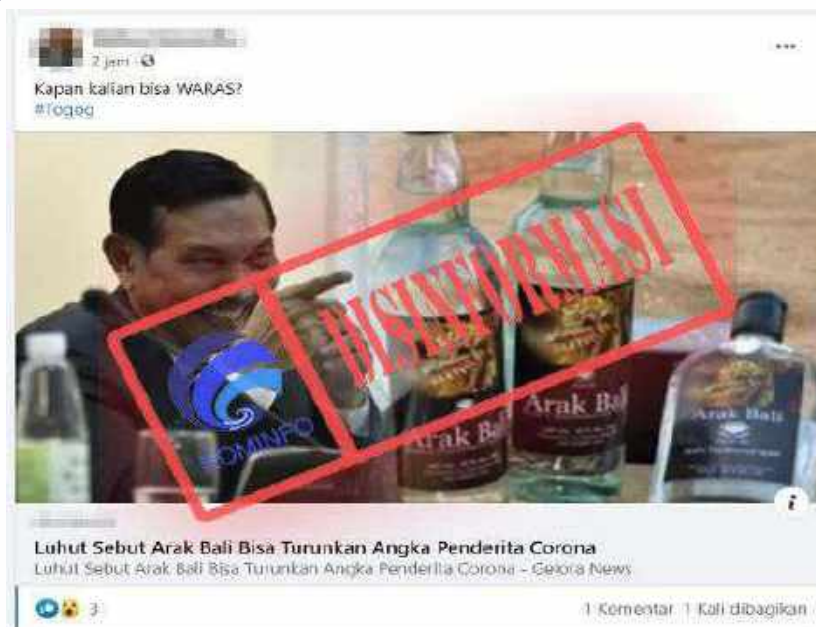 2 jam
Kapan kalian bisa WARAS?
#Togog
DISINFORMASI
KOMINFO
Arak Bali
Arak Bali
Arak Bali
Luhut Sebut Arak Bali Bisa Turunkan Angka Penderita Corona
Luhut Sebut Arak Bali Bisa Turunkan Angka Penderita Corona - Gelora News
3
1 Komentar 1 Kali dibagikan